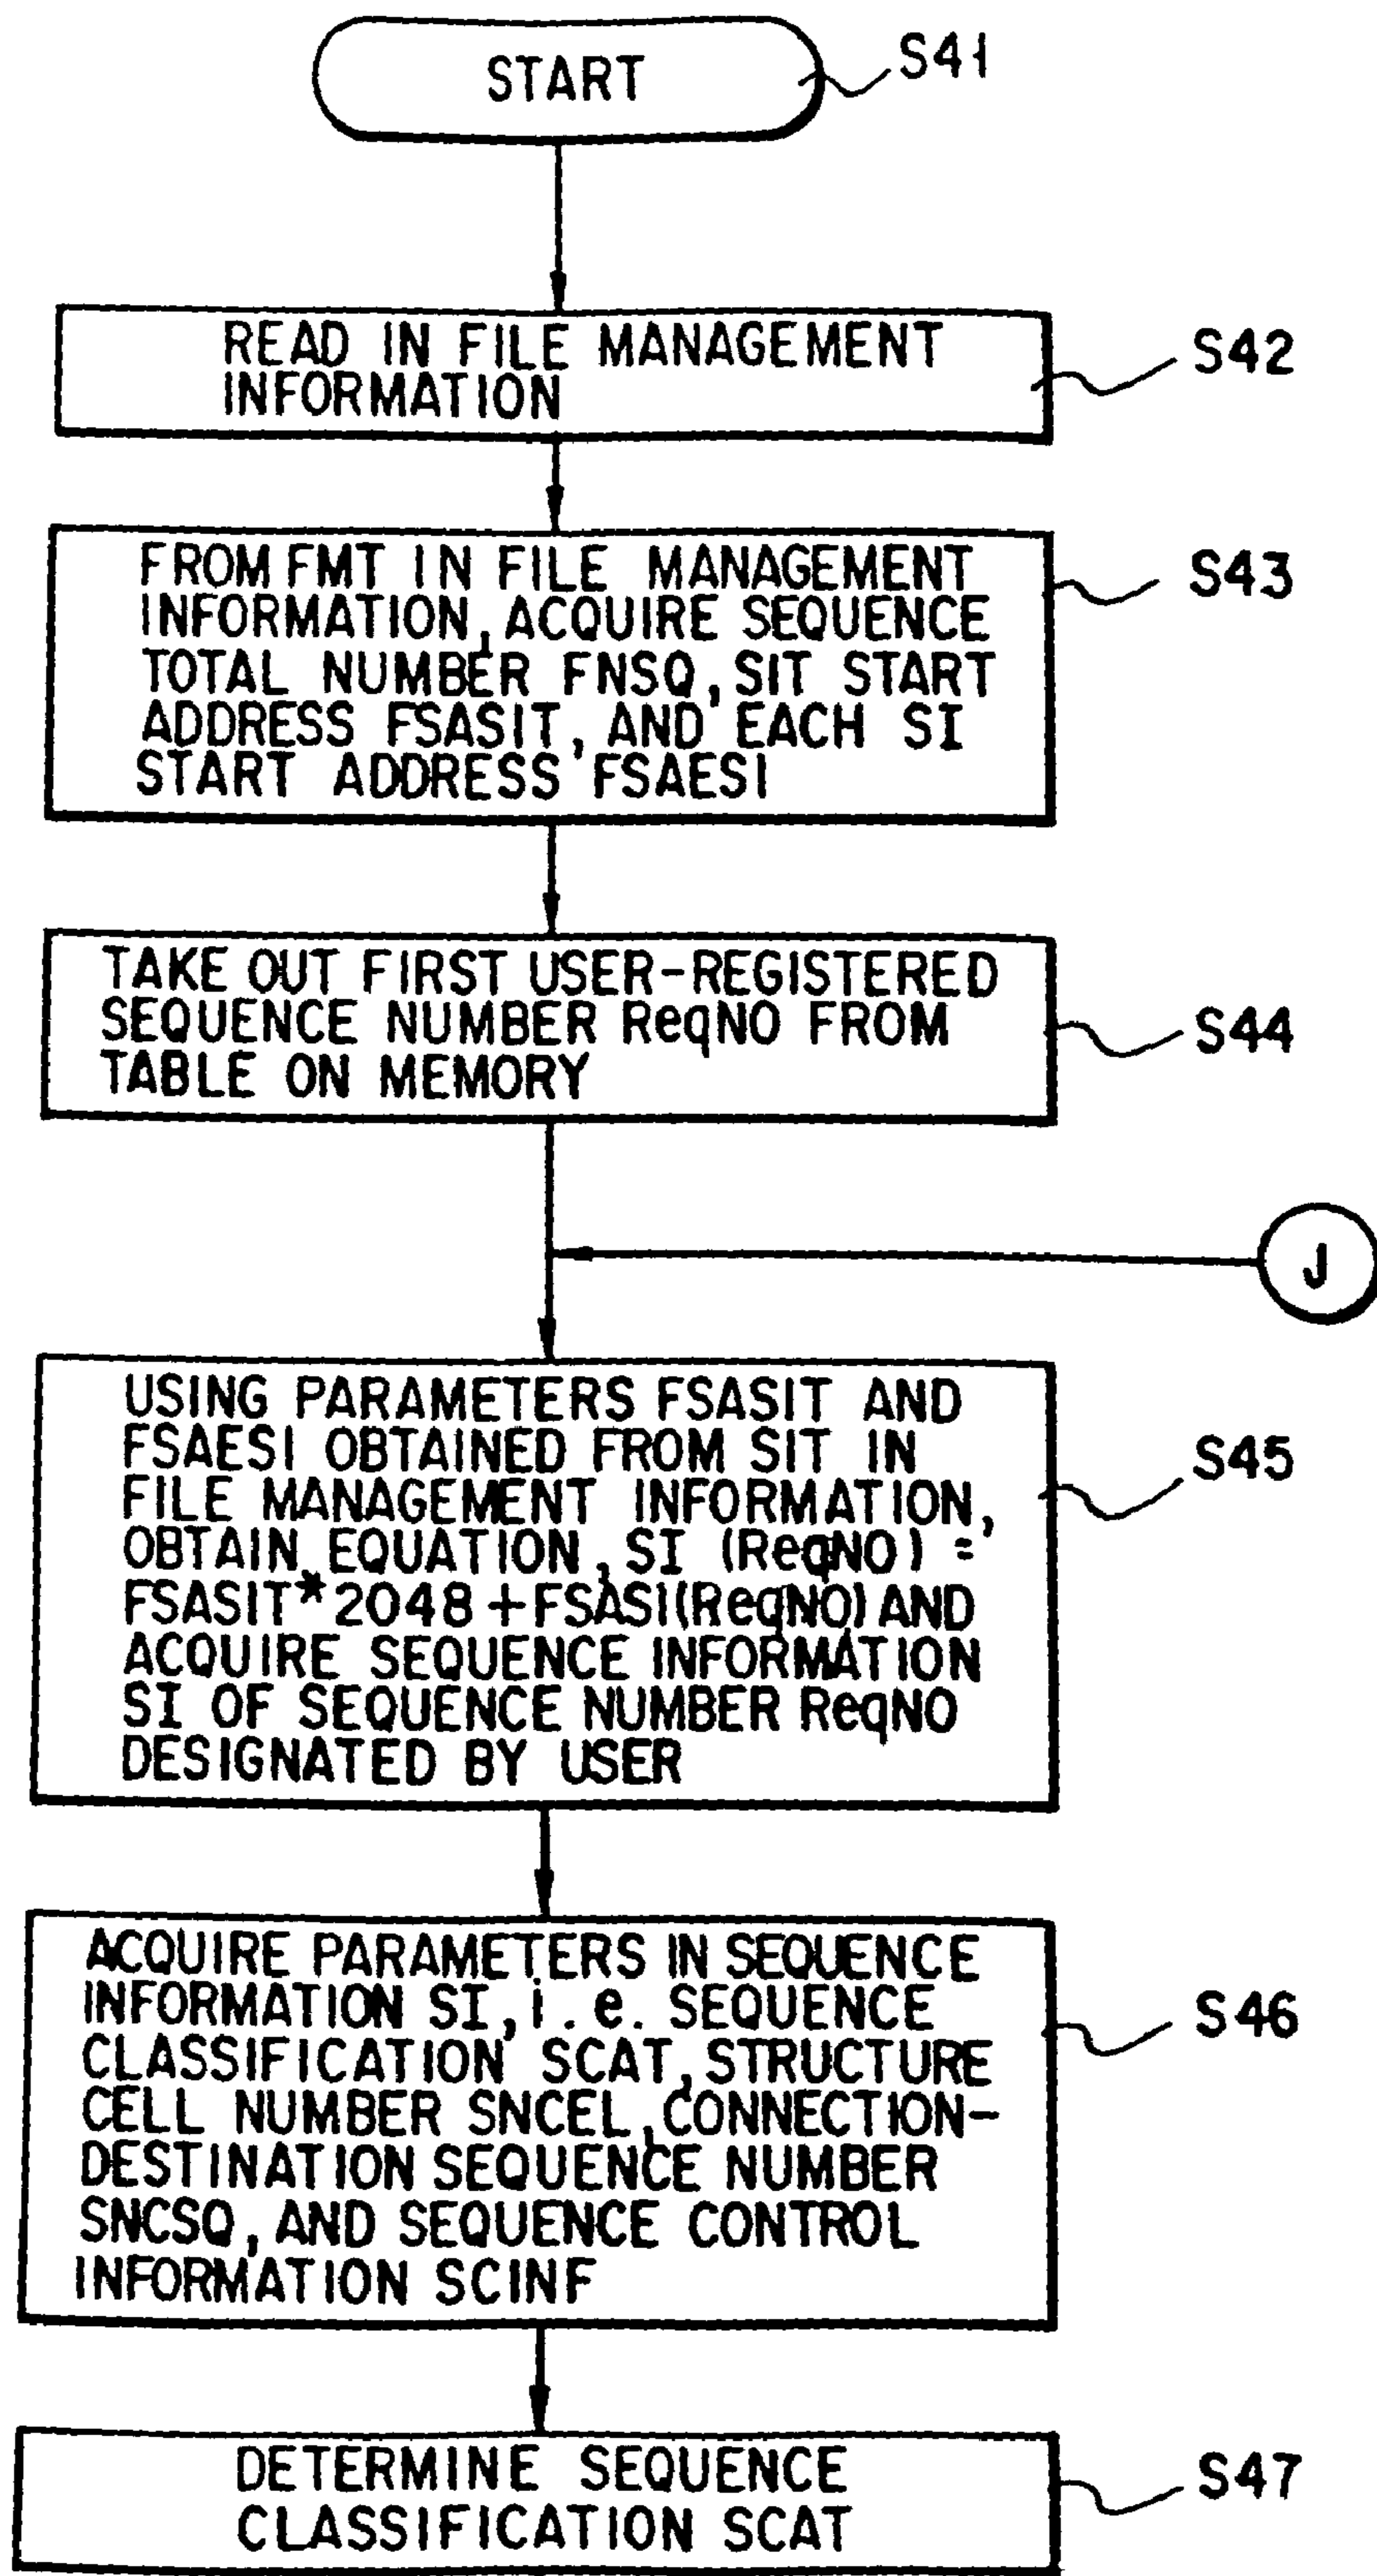 START
S41
READ IN FILE MANAGEMENT
INFORMATION
S42
FROM FMT IN FILE MANAGEMENT
INFORMATION, ACQUIRE SEQUENCE
TOTAL NUMBER FNSQ, SIT START
ADDRESS FSASIT, AND EACH SI
START ADDRESS FSAESI
S43
TAKE OUT FIRST USER-REGISTERED
SEQUENCE NUMBER ReqNO FROM
TABLE ON MEMORY
S44
J
USING PARAMETERS FSASIT AND
FSAESI OBTAINED FROM SIT IN
FILE MANAGEMENT INFORMATION,
OBTAIN EQUATION, SI (ReqNO) =
FSASIT*2048+FSASI(ReqNO) AND
ACQUIRE SEQUENCE INFORMATION
SI OF SEQUENCE NUMBER ReqNO
DESIGNATED BY USER
S45
ACQUIRE PARAMETERS IN SEQUENCE
INFORMATION SI, i.e. SEQUENCE
CLASSIFICATION SCAT, STRUCTURE
CELL NUMBER SNCEL, CONNECTION-
DESTINATION SEQUENCE NUMBER
SNCSQ, AND SEQUENCE CONTROL
INFORMATION SCINF
S46
DETERMINE SEQUENCE
CLASSIFICATION SCAT
S47